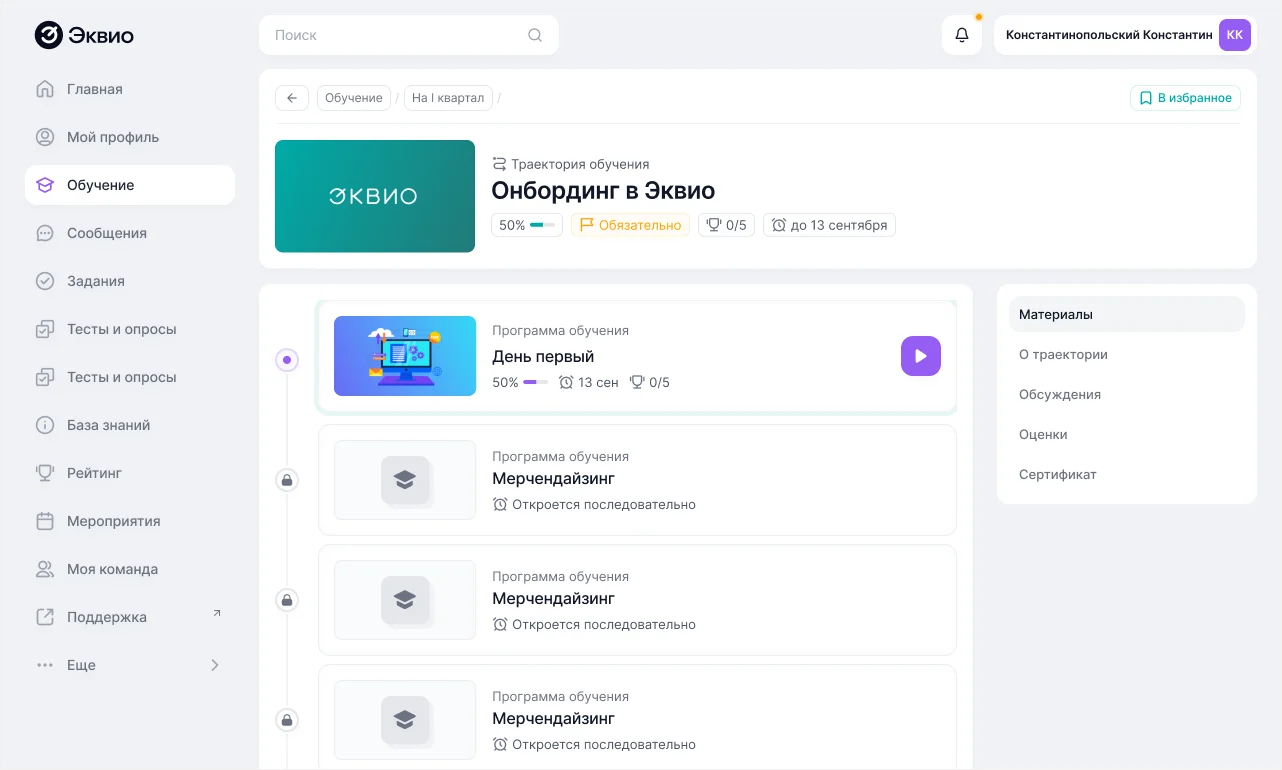 Эквио
Поиск
Константинопольский Константин
КК
Главная
Мой профиль
Обучение
Сообщения
Задания
Тесты и опросы
Тесты и опросы
База знаний
Рейтинг
Мероприятия
Моя команда
Поддержка
Еще
Обучение / На I квартал /
В избранное
эквио
Траектория обучения
Онбординг в Эквио
50% Обязательно 0/5 до 13 сентября
Программа обучения
День первый
50% 13 сен 0/5
Программа обучения
Мерчендайзинг
Откроется последовательно
Программа обучения
Мерчендайзинг
Откроется последовательно
Программа обучения
Мерчендайзинг
Откроется последовательно
Материалы
О траектории
Обсуждения
Оценки
Сертификат